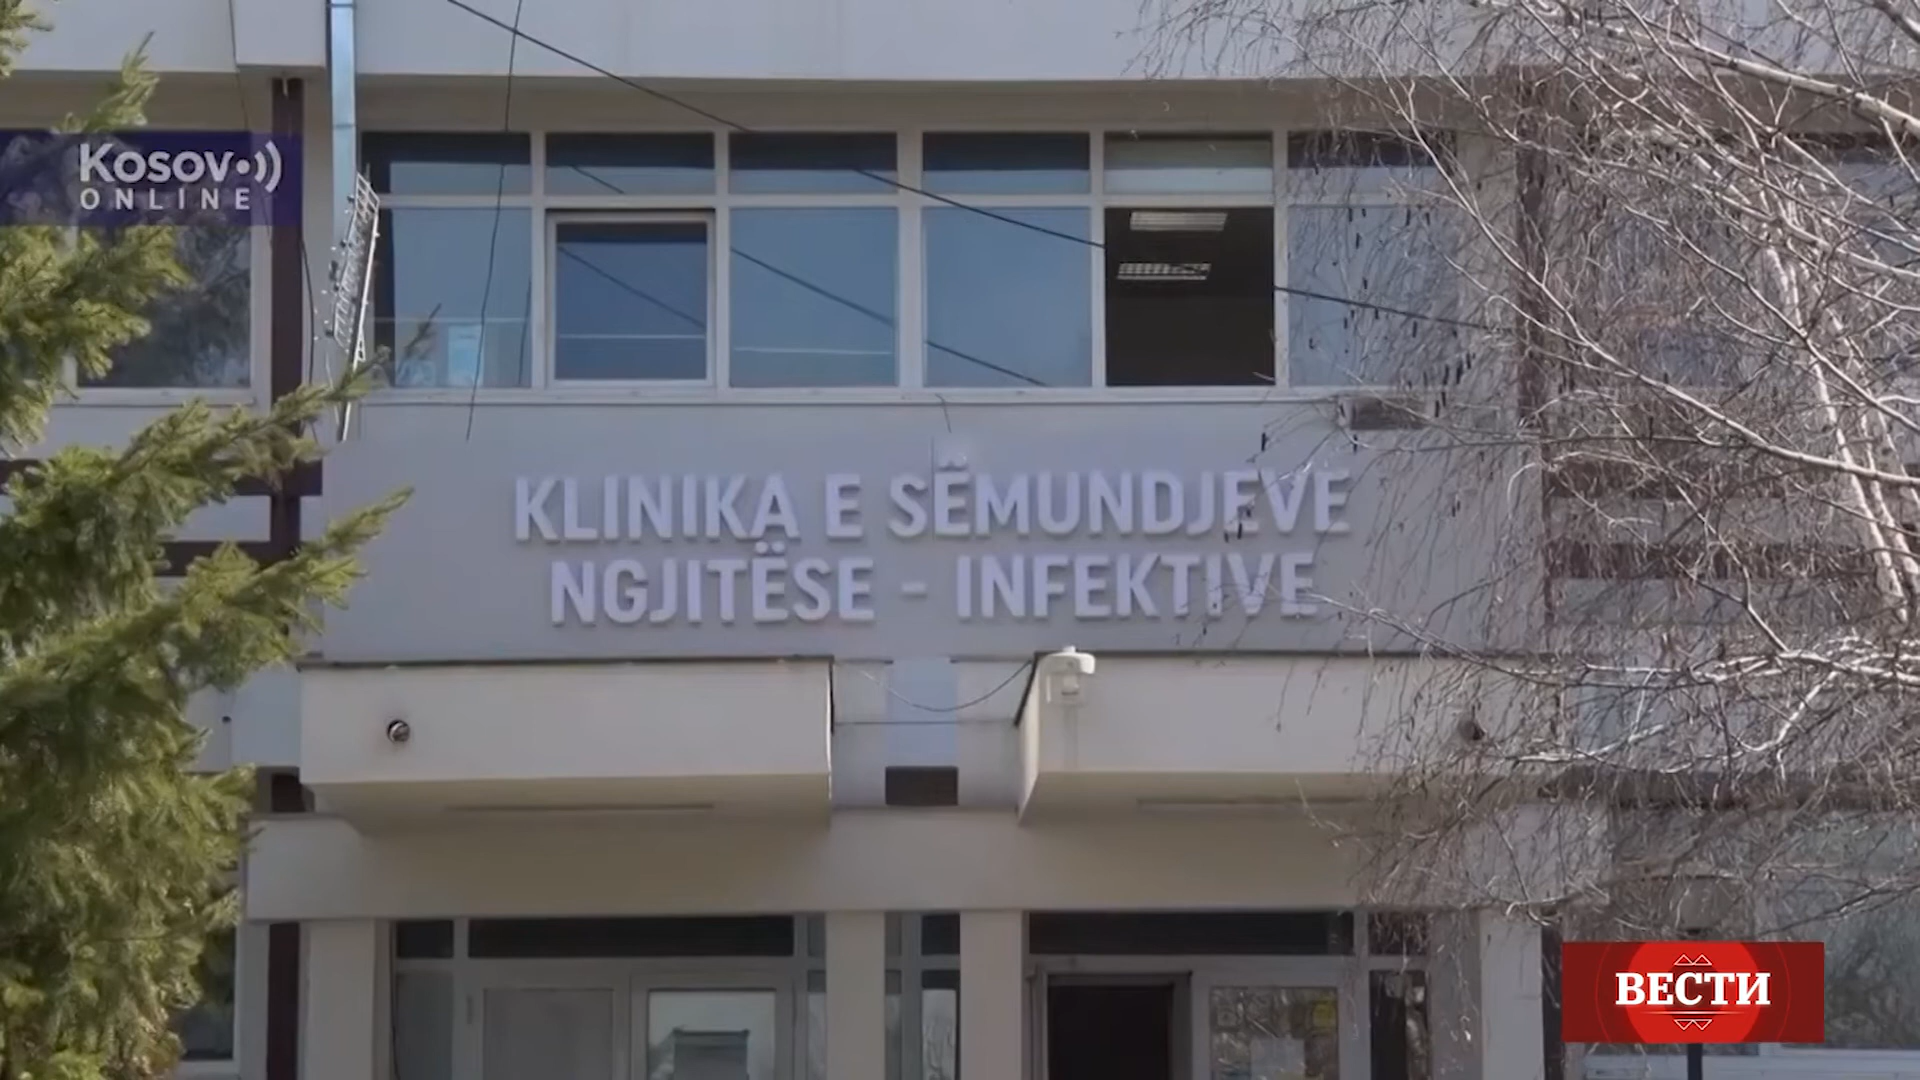 Kosovo
ONLINE
KLINIKA E SËMUNDJEVE
NGJITËSE - INFEKTIVE
ВЕСТИ